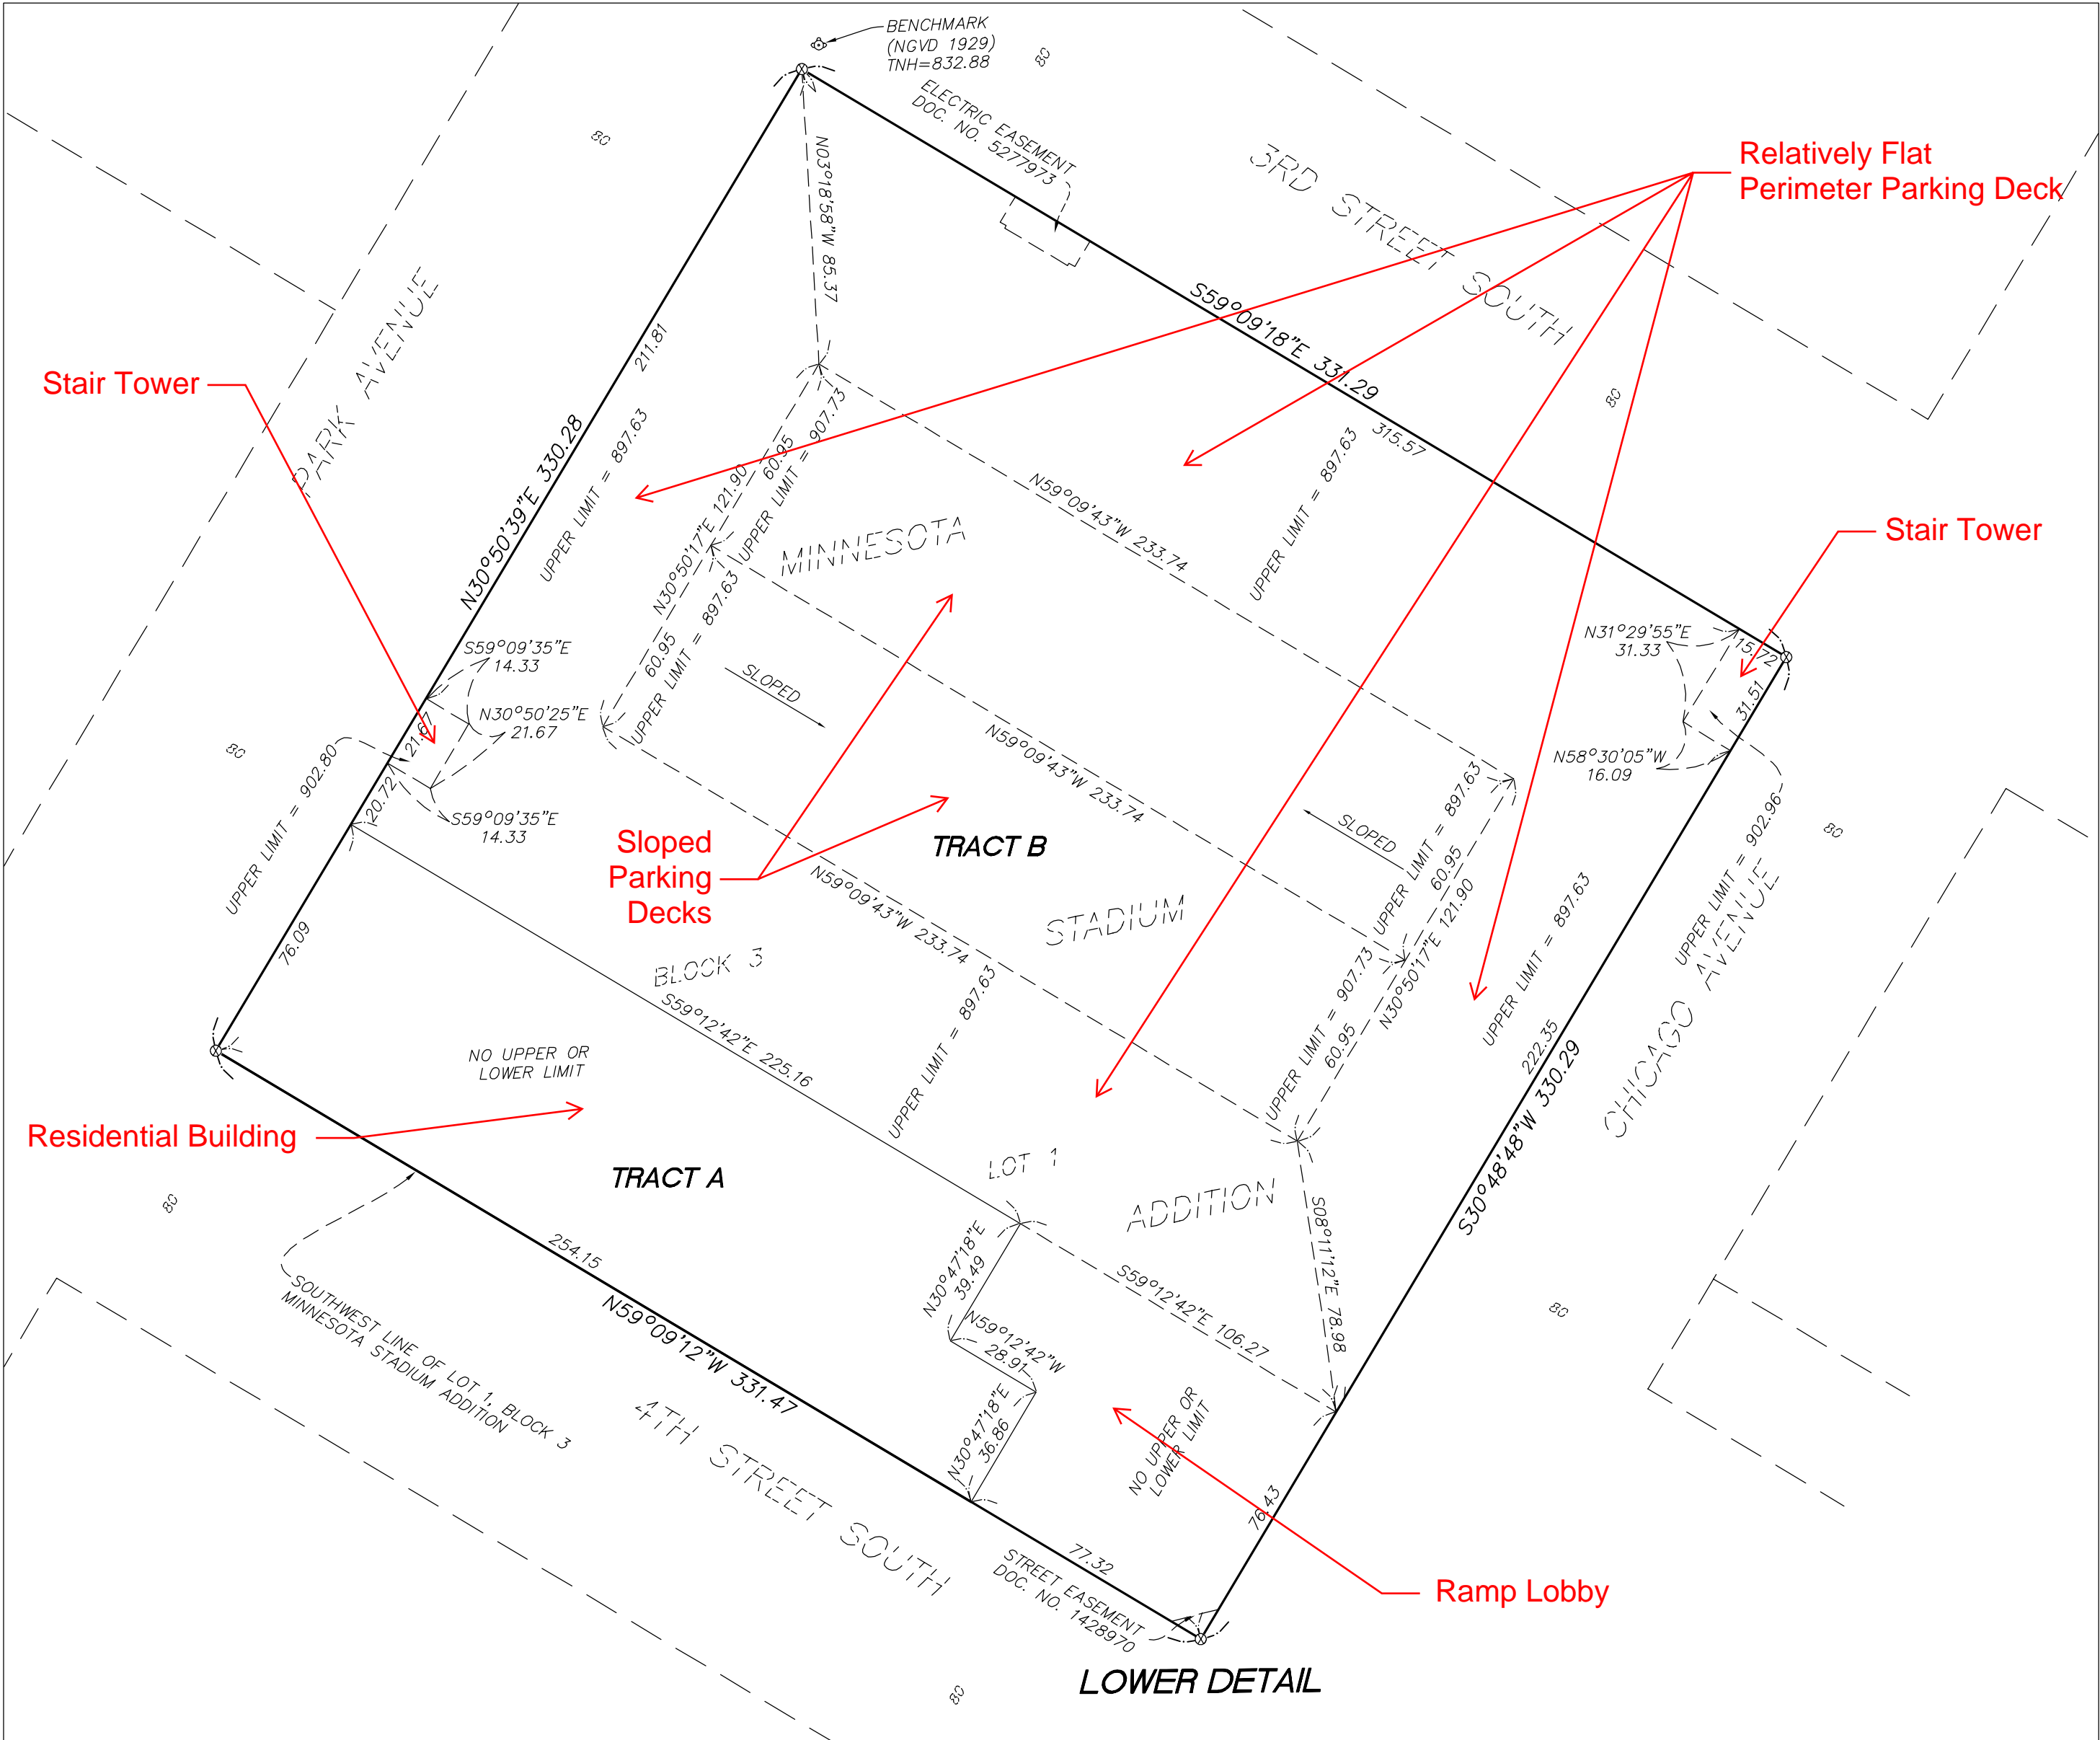 BENCHMARK
(NGVD 1929)
TNH=832.88
80
ELECTRIC EASEMENT
DOC. NO. 5277973
80
N03°18'58"W 85.37
3RD STREET SOUTH
Relatively Flat
Perimeter Parking Deck
PARK AVENUE
211.81
S59°09'18"E 331.29
315.57
80
Stair Tower
N30°50'39"E 330.28
UPPER LIMIT = 897.63
N30°50'17"E 121.90
60.95
UPPER LIMIT = 907.73
60.95
UPPER LIMIT = 897.63
MINNESOTA
N59°09'43"W 233.74
UPPER LIMIT = 897.63
Stair Tower
N31°29'55"E
31.33
15.72
31.51
N58°30'05"W
16.09
S59°09'35"E
14.33
N30°50'25"E
21.67
21.67
S59°09'35"E
14.33
20.72
UPPER LIMIT = 902.80
80
SLOPED
N59°09'43"W 233.74
SLOPED
UPPER LIMIT = 897.63
60.95
N30°50'17"E 121.90
UPPER LIMIT = 907.73
60.95
UPPER LIMIT = 897.63
UPPER LIMIT = 902.96
80
Sloped
Parking
Decks
TRACT B
N59°09'43"W 233.74
STADIUM
76.09
BLOCK 3
S59°12'42"E 225.16
UPPER LIMIT = 897.63
CHICAGO AVENUE
222.35
S30°48'48"W 330.29
NO UPPER OR
LOWER LIMIT
Residential Building
TRACT A
LOT 1
ADDITION
80
254.15
N30°47'18"E
39.49
S59°12'42"E 106.27
S08°11'12"E 78.98
SOUTHWEST LINE OF LOT 1, BLOCK 3
MINNESOTA STADIUM ADDITION
N59°09'12"W 331.47
N59°12'42"W
28.91
N30°47'18"E
36.86
NO UPPER OR
LOWER LIMIT
80
76.43
4TH STREET SOUTH
77.32
STREET EASEMENT
DOC. NO. 1428970
Ramp Lobby
80
LOWER DETAIL